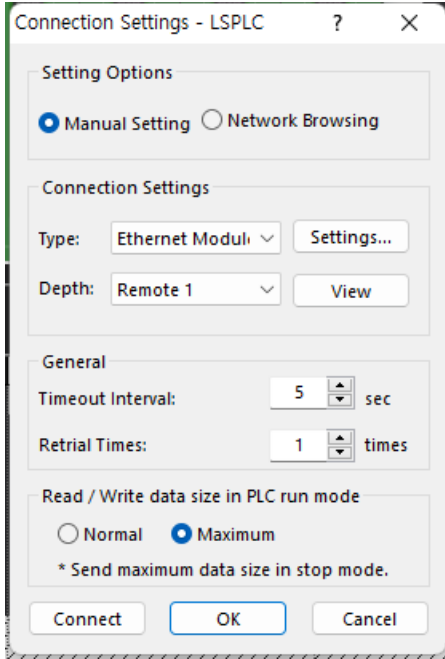 Connection Settings - LSPLC ? ×
Setting Options
Manual Setting Network Browsing
Connection Settings
Type: Ethernet Modul Settings...
Depth: Remote 1 View
General
Timeout Interval: 5 sec
Retrial Times: 1 times
Read / Write data size in PLC run mode
Normal Maximum
* Send maximum data size in stop mode.
Connect OK Cancel